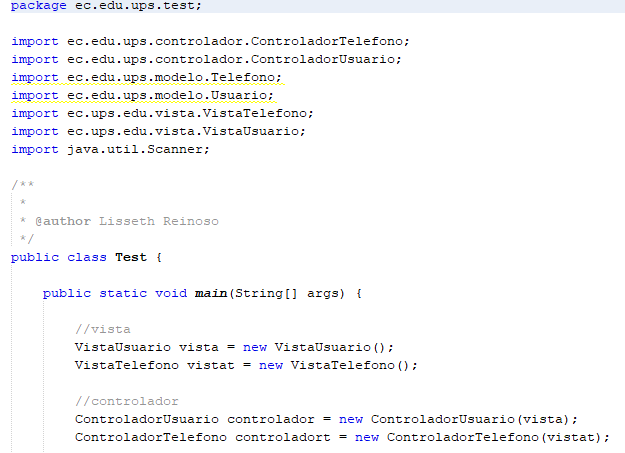 package ec.edu.ups.test;
import ec.edu.ups.controlador.ControladorTelefono;
import ec.edu.ups.controlador.ControladorUsuario;
import ec.edu.ups.modelo.Telefono;
import ec.edu.ups.modelo.Usuario;
import ec.ups.edu.vista.VistaTelefono;
import ec.ups.edu.vista.VistaUsuario;
import java.util.Scanner;
/**
 *
 * @author Lisseth Reinoso
 */
public class Test {
    public static void main(String[] args) {
        //vista
        VistaUsuario vista = new VistaUsuario();
        VistaTelefono vistat = new VistaTelefono();
        //controlador
        ControladorUsuario controlador = new ControladorUsuario(vista);
        ControladorTelefono controladort = new ControladorTelefono(vistat);